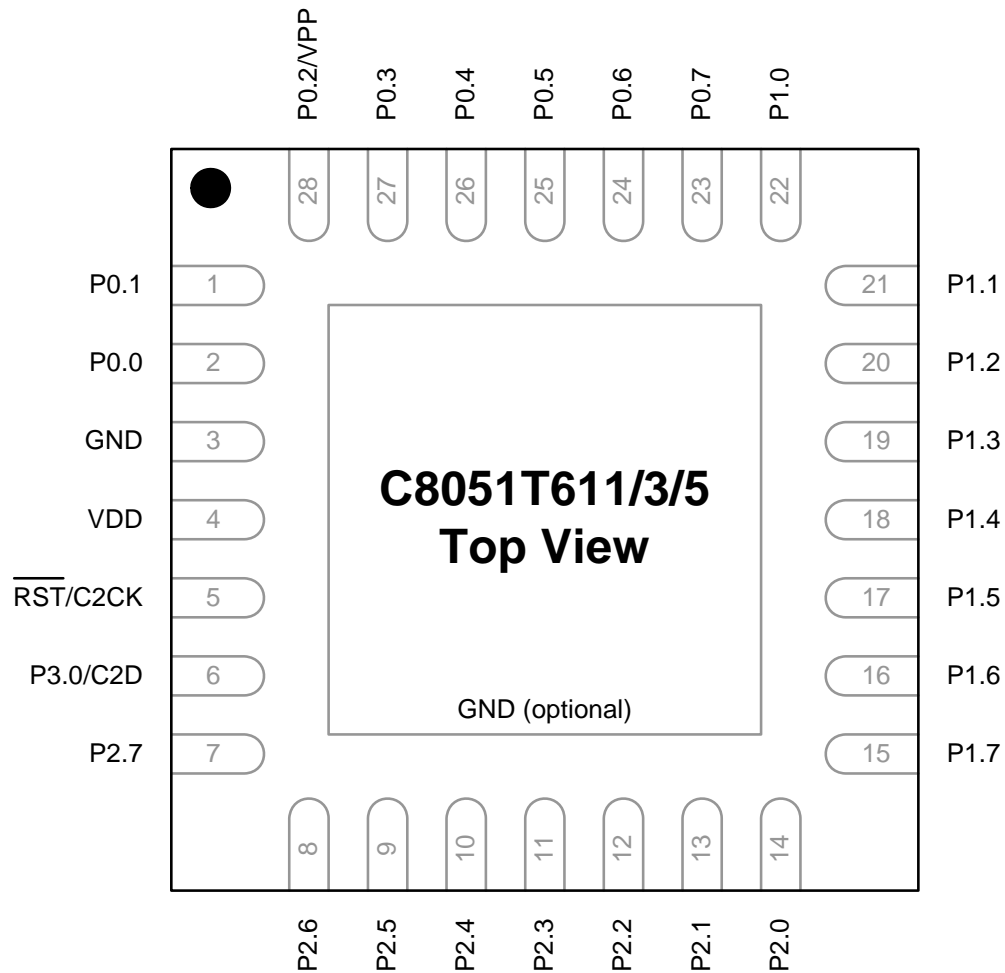 P0.2/VPP
P0.3
P0.4
P0.5
P0.6
P0.7
P1.0
28
27
26
25
24
23
22
P0.1 1
P0.0 2
GND 3
VDD 4
RST/C2CK 5
P3.0/C2D 6
P2.7 7
21 P1.1
20 P1.2
19 P1.3
18 P1.4
17 P1.5
16 P1.6
15 P1.7
C8051T611/3/5
Top View
GND (optional)
8
9
10
11
12
13
14
P2.6
P2.5
P2.4
P2.3
P2.2
P2.1
P2.0